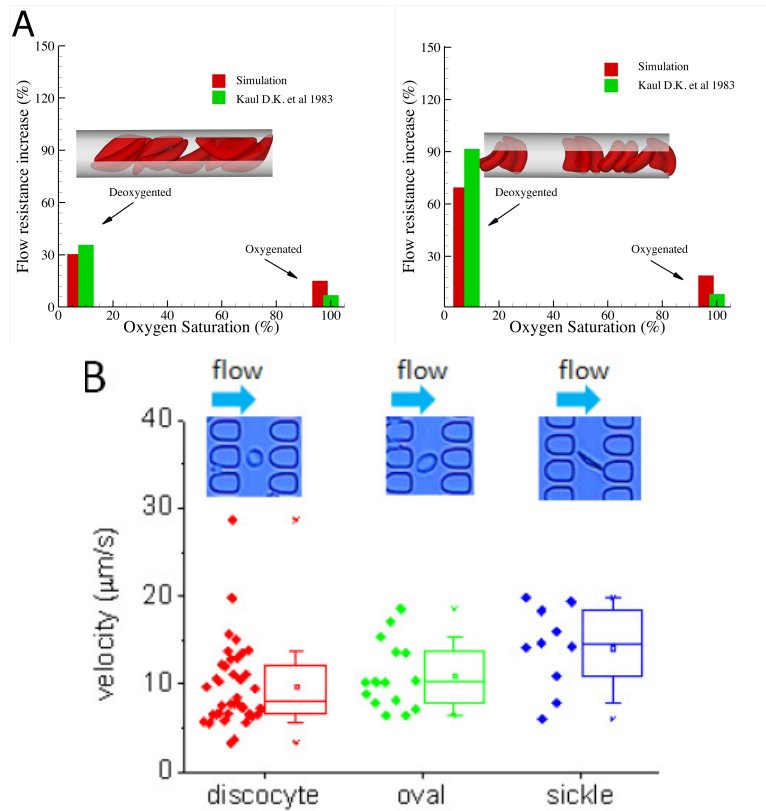 A
Flow resistance increase (%)
150
120
90
60
30
0
Simulation
Kaul D.K. et al 1983
Deoxygented
Oxygenated
0 20 40 60 80 100
Oxygen Saturation (%)
Flow resistance increase (%)
150
120
90
60
30
Simulation
Kaul D.K. et al 1983
Deoxygented
Oxygenated
0 20 40 60 80 100
Oxygen Saturation (%)
B
flow flow flow
velocity (μm/s)
40
30
20
10
0
discocyte oval sickle